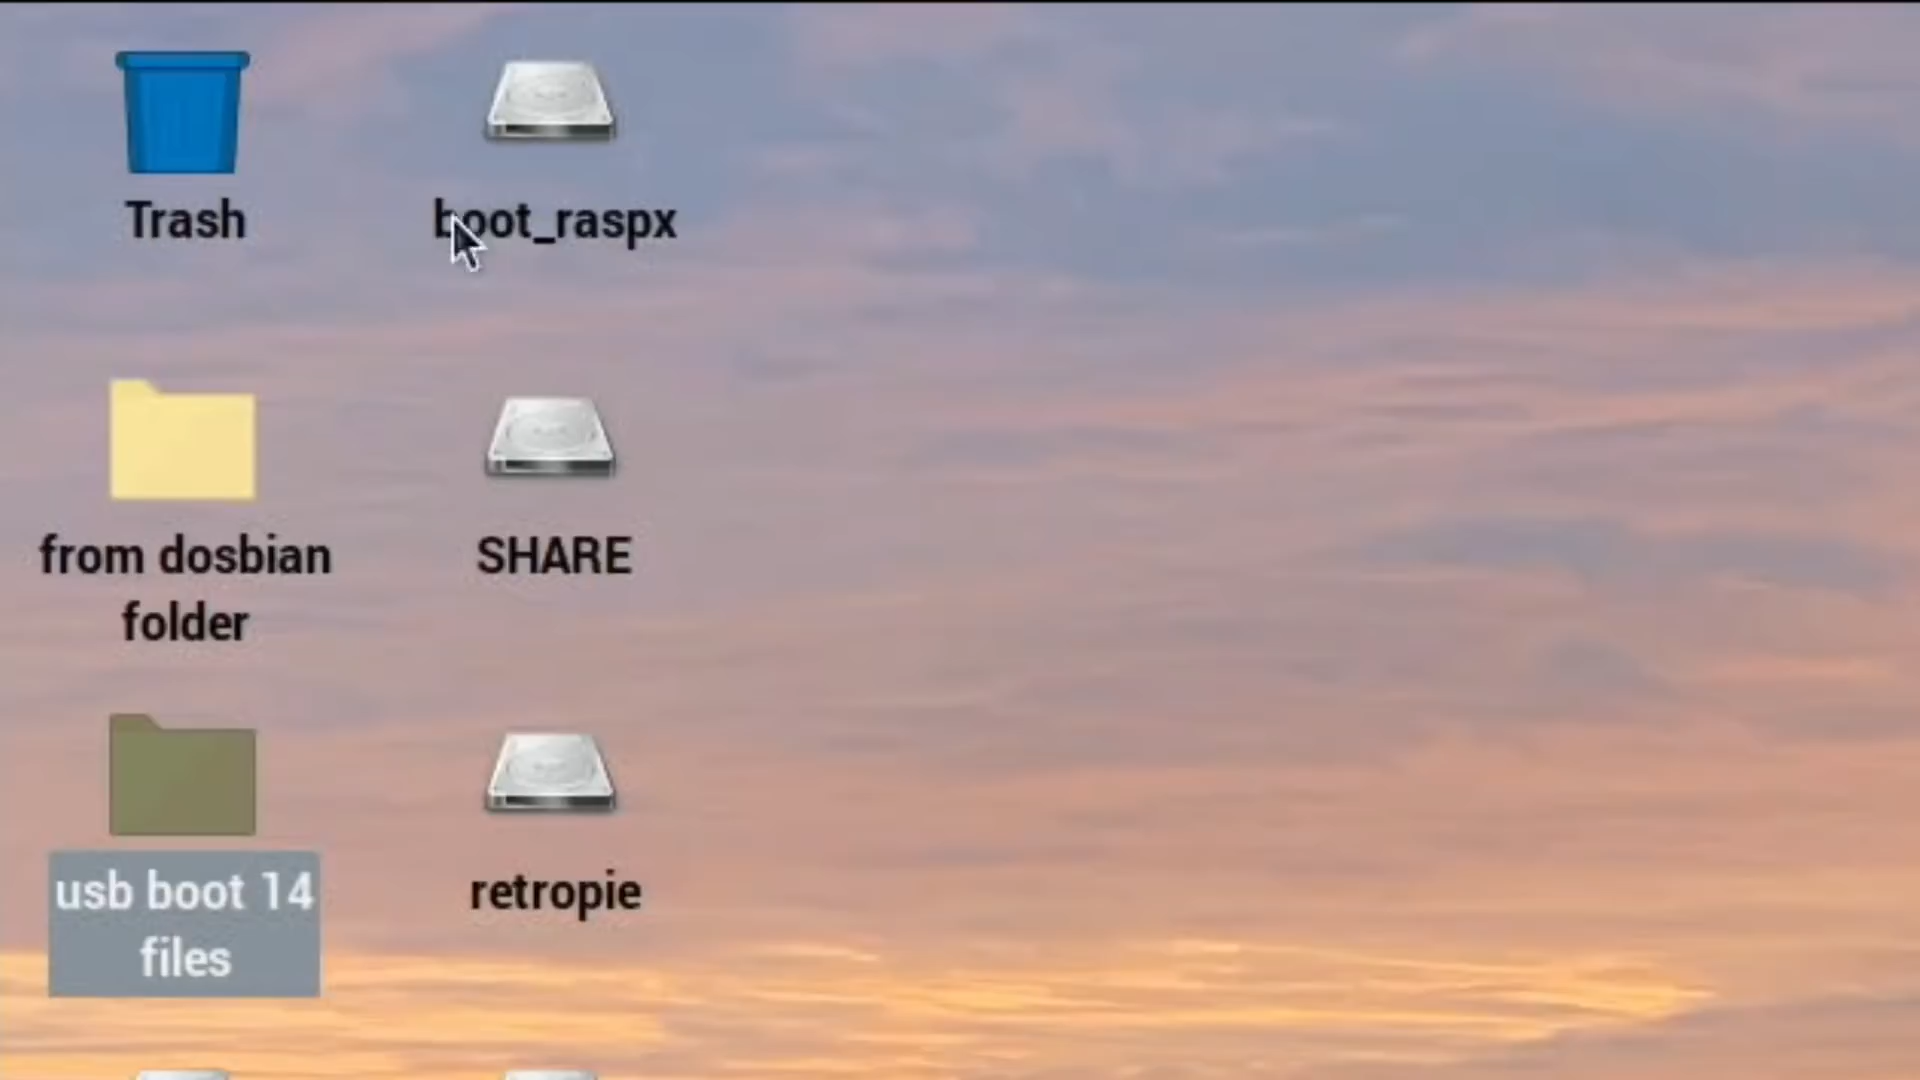 Trash
boot_raspx
from dosbian
folder
SHARE
usb boot 14
files
retropie